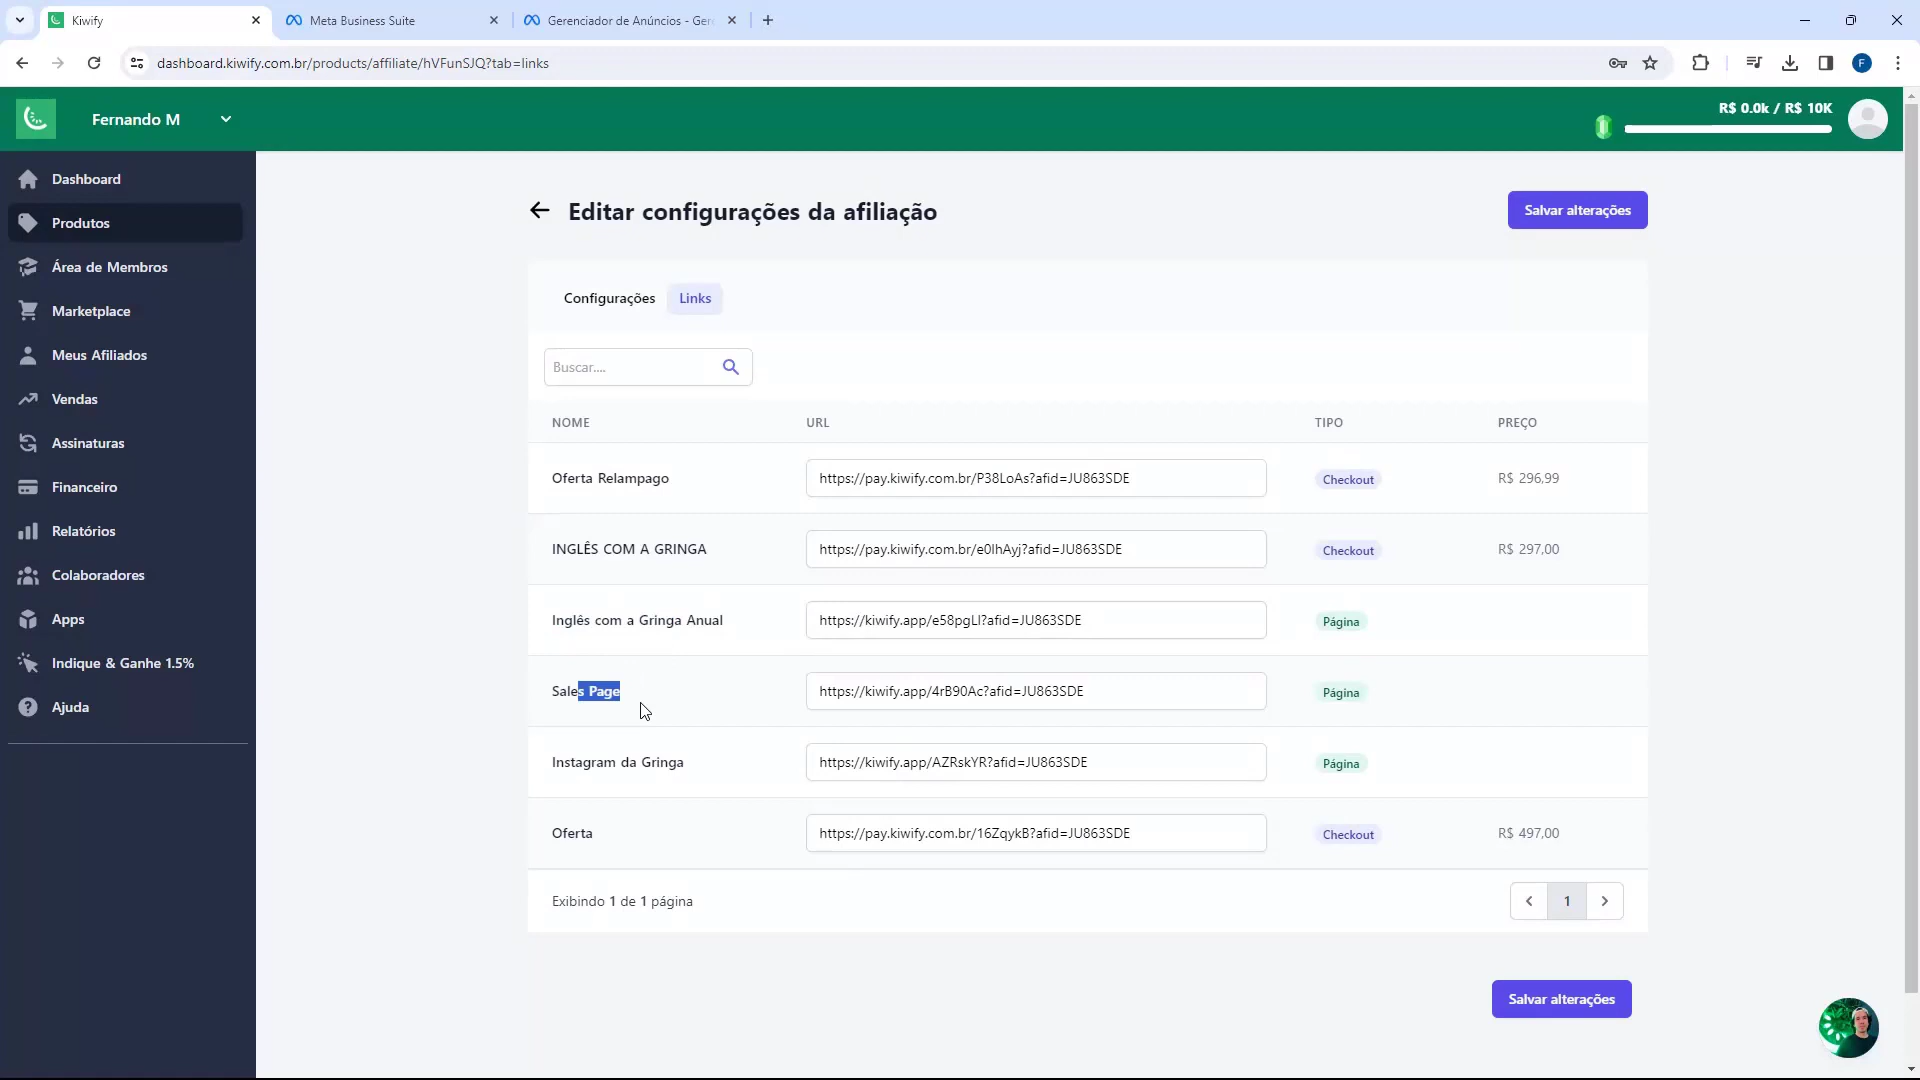 Kiwify
Meta Business Suite
Gerenciador de Anúncios - Ger
dashboard.kiwify.com.br/products/affiliate/hVFunSJQ?tab=links
F
Fernando M
R$ 0.0k / R$ 10K
Dashboard
Produtos
Área de Membros
Marketplace
Meus Afiliados
Vendas
Assinaturas
Financeiro
Relatórios
Colaboradores
Apps
Indique & Ganhe 1.5%
Ajuda
Editar configurações da afiliação
Salvar alterações
Configurações
Links
Buscar....
NOME URL TIPO PREÇO
Oferta Relampago https://pay.kiwify.com.br/P38LoAs?afid=JU863SDE Checkout R$ 296,99
INGLÊS COM A GRINGA https://pay.kiwify.com.br/e0IhAyj?afid=JU863SDE Checkout R$ 297,00
Inglês com a Gringa Anual https://kiwify.app/e58pgLI?afid=JU863SDE Página
Sales Page https://kiwify.app/4rB90Ac?afid=JU863SDE Página
Instagram da Gringa https://kiwify.app/AZRskYR?afid=JU863SDE Página
Oferta https://pay.kiwify.com.br/16ZqykB?afid=JU863SDE Checkout R$ 497,00
Exibindo 1 de 1 página
1
Salvar alterações